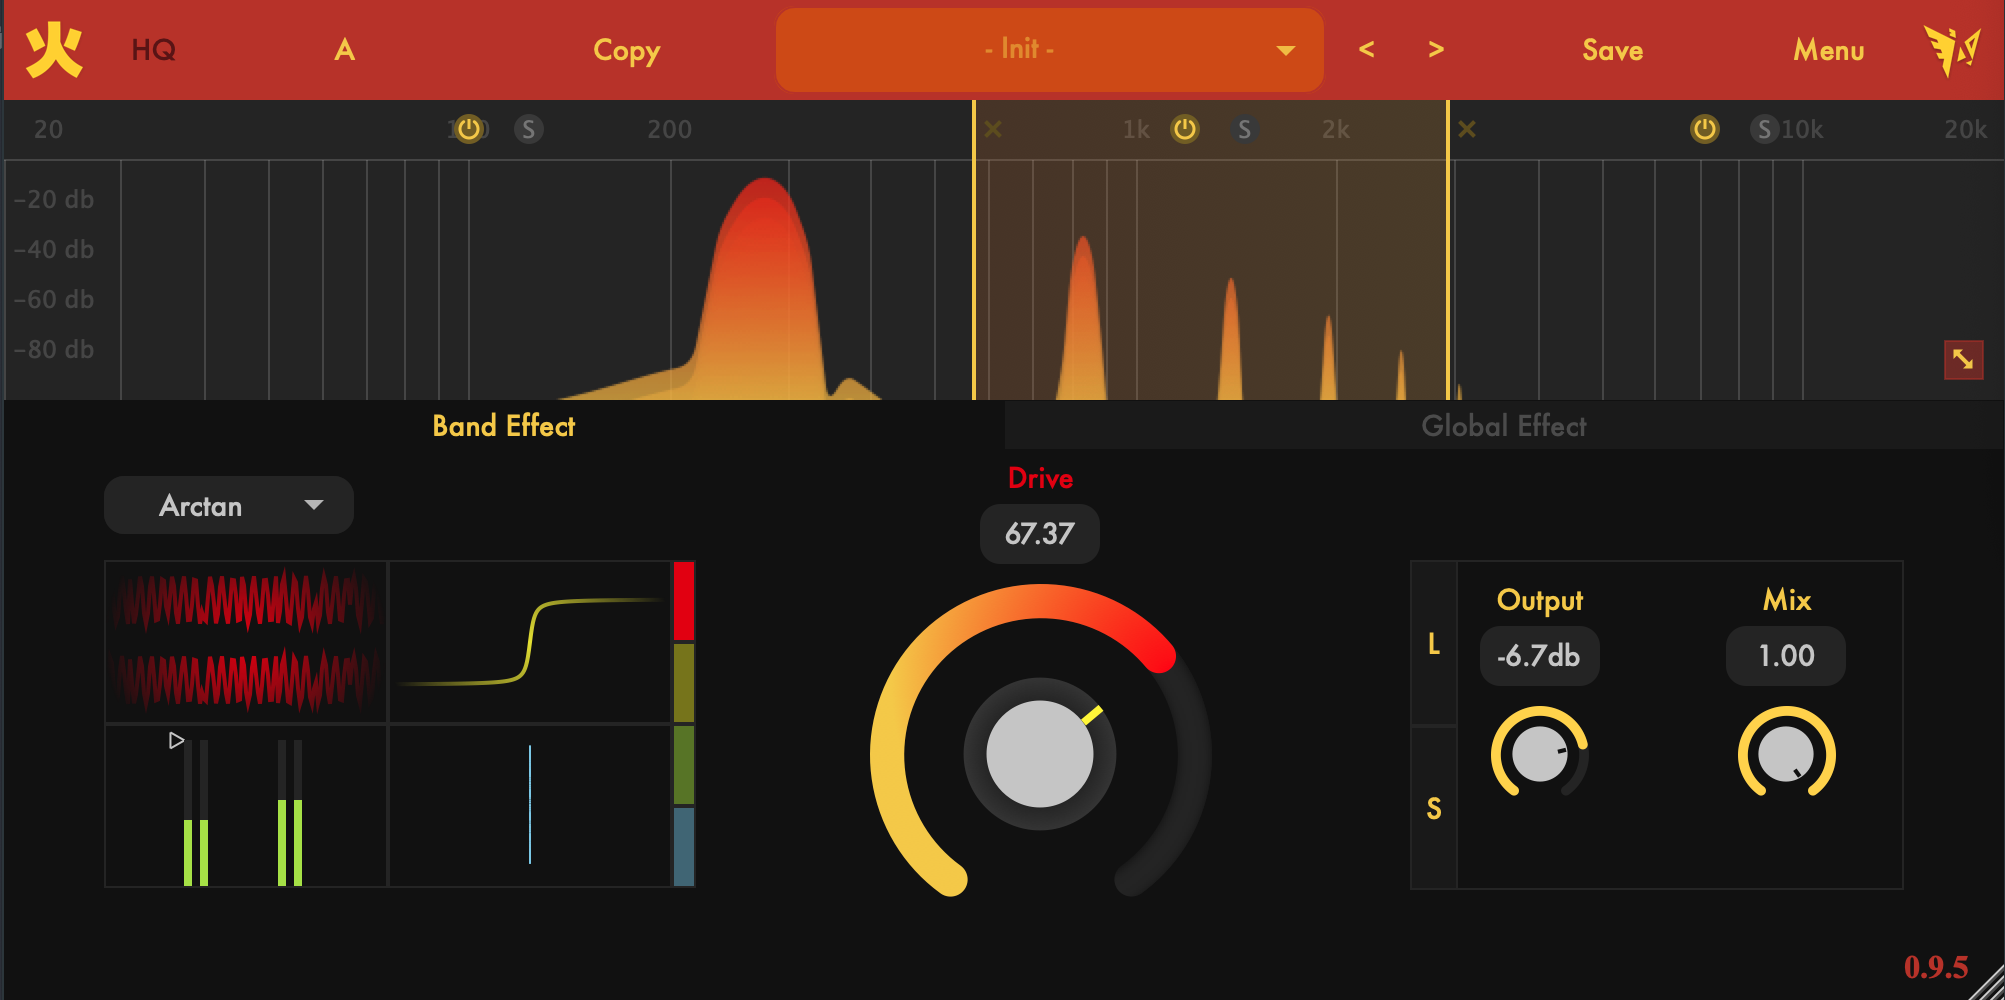 火 HQ A Copy - Init - < > Save Menu
20 S 200 × 1k S 2k × S 10k 20k
-20 db
-40 db
-60 db
-80 db
Band Effect Global Effect
Drive
Arctan
67.37
Output Mix
L
-6.7db 1.00
S
0.9.5